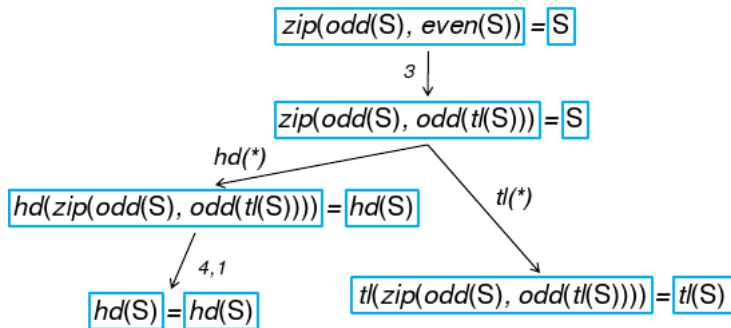 zip(odd(S), even(S)) = S
3
zip(odd(S), odd(tl(S))) = S
hd(*)
tl(*)
hd(zip(odd(S), odd(tl(S)))) = hd(S)
4,1
hd(S) = hd(S)
tl(zip(odd(S), odd(tl(S)))) = tl(S)